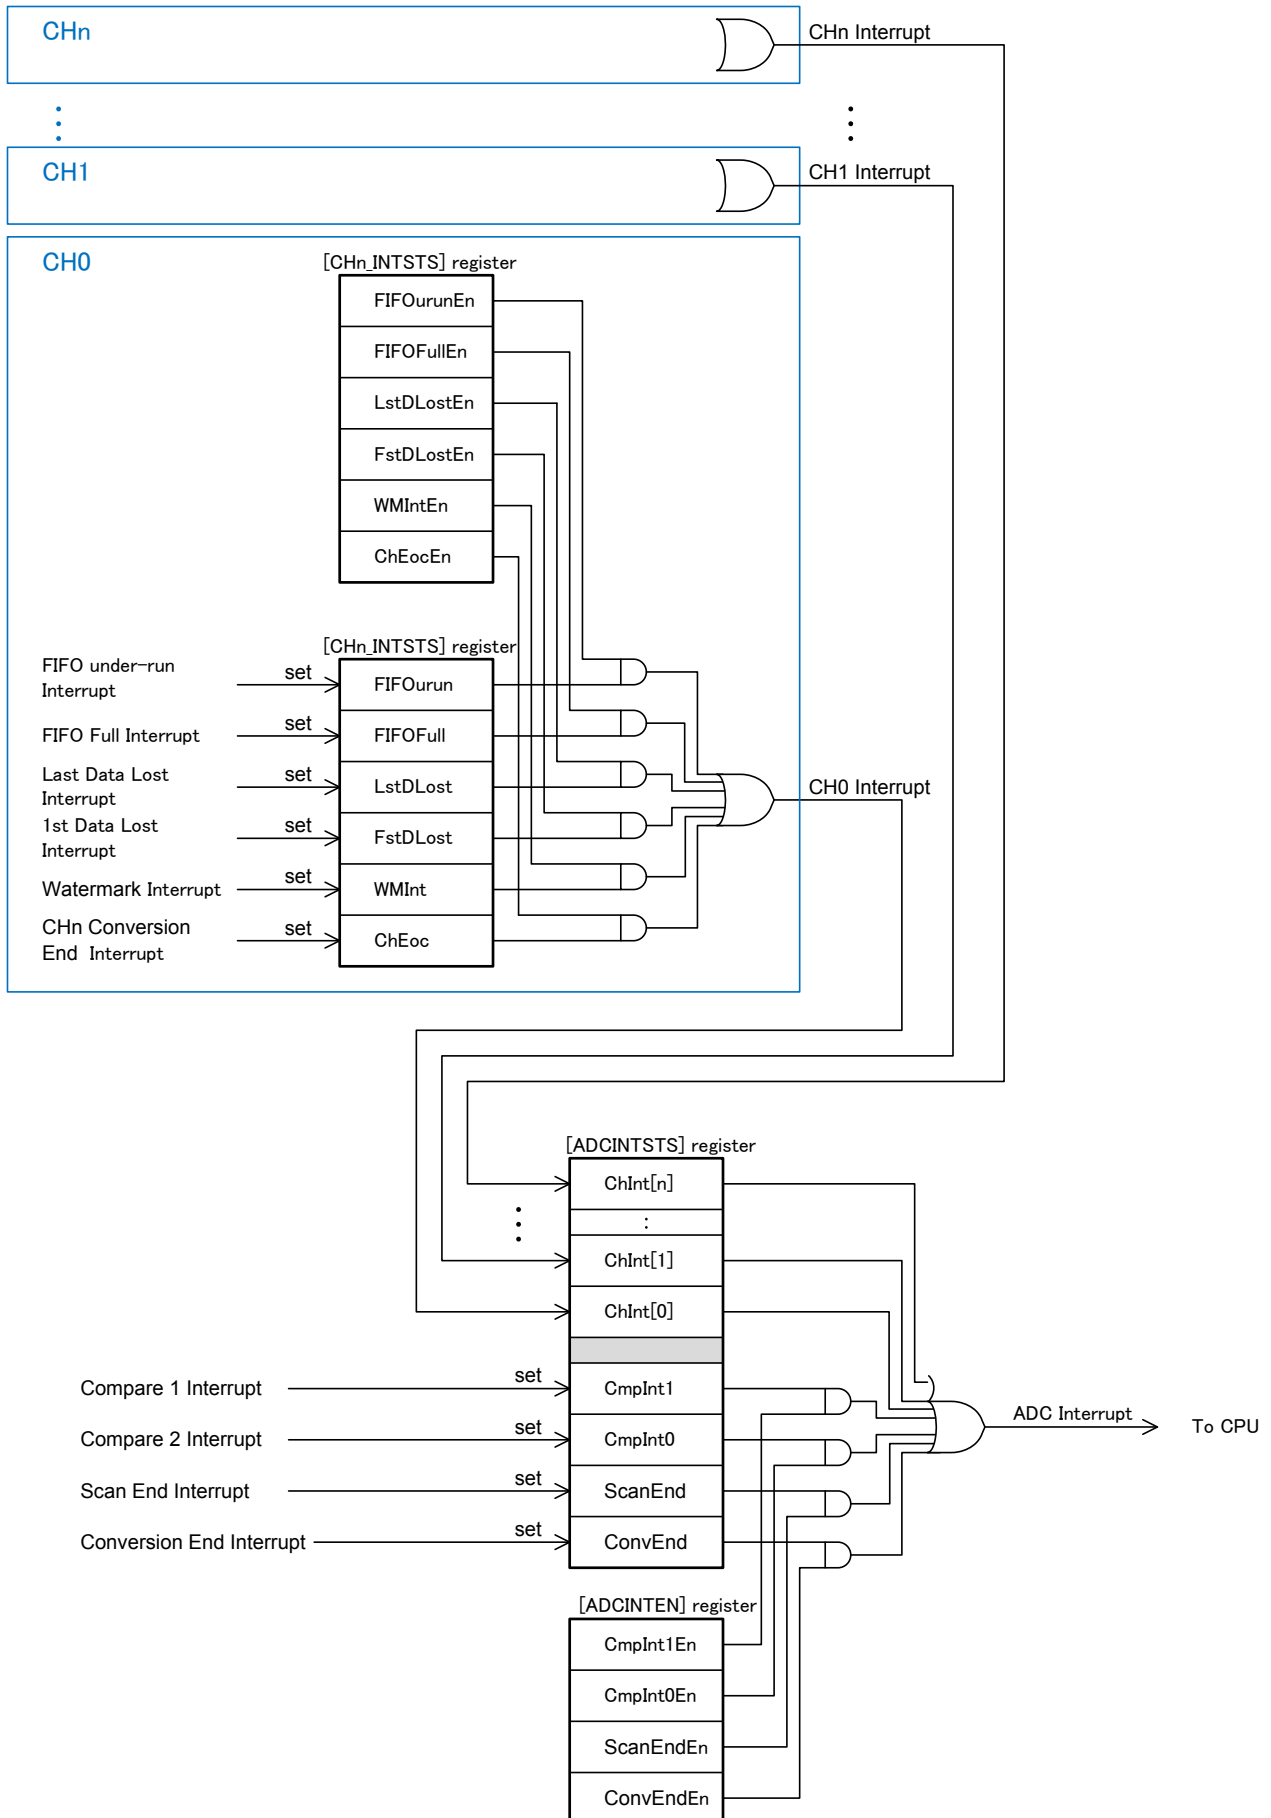 CHn
CHn Interrupt
CH1
CH1 Interrupt
CH0
[CHn_INTSTS] register
FIFOurunEn
FIFOFullEn
LstDLostEn
FstDLostEn
WMIntEn
ChEocEn
[CHn_INTSTS] register
FIFO under-run
Interrupt
set
FIFOurun
FIFO Full Interrupt
set
FIFOFull
Last Data Lost
Interrupt
set
LstDLost
CH0 Interrupt
1st Data Lost
Interrupt
set
FstDLost
Watermark Interrupt
set
WMInt
CHn Conversion
End Interrupt
set
ChEoc
[ADCINTSTS] register
ChInt[n]
:
ChInt[1]
ChInt[0]
Compare 1 Interrupt
set
CmpInt1
Compare 2 Interrupt
set
CmpInt0
ADC Interrupt
To CPU
Scan End Interrupt
set
ScanEnd
Conversion End Interrupt
set
ConvEnd
[ADCINTEN] register
CmpInt1En
CmpInt0En
ScanEndEn
ConvEndEn